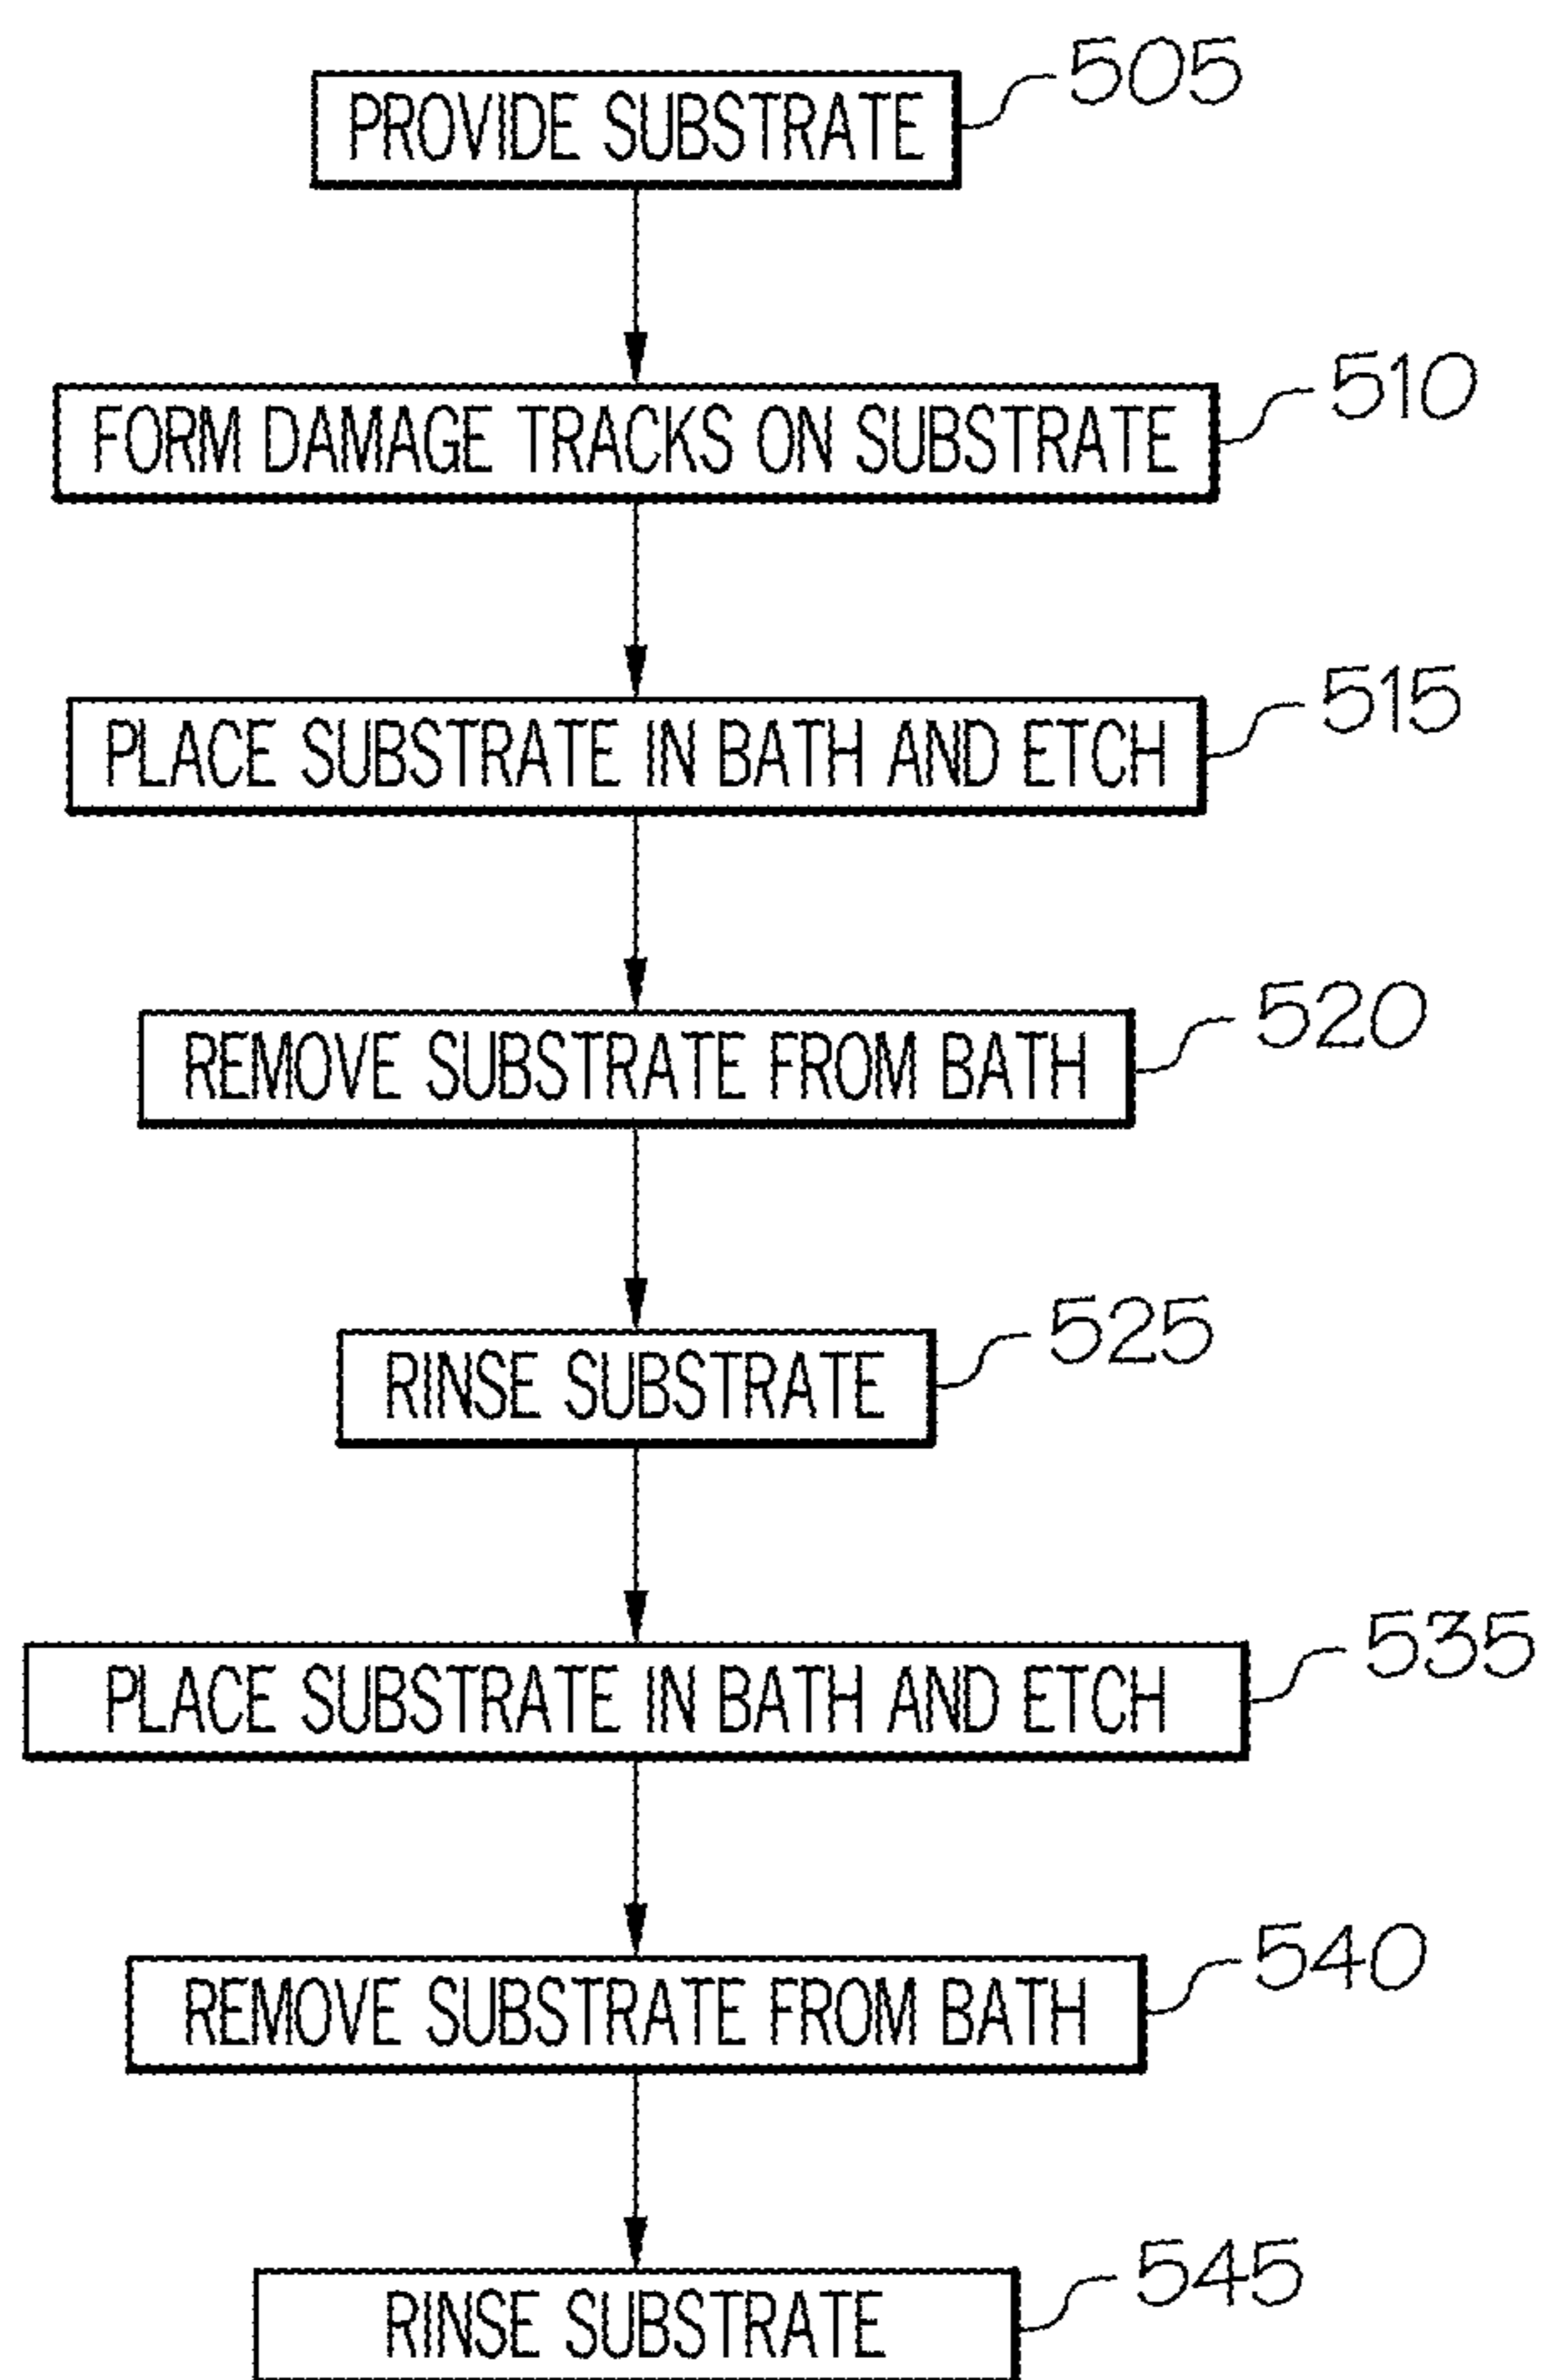 PROVIDE SUBSTRATE 505
FORM DAMAGE TRACKS ON SUBSTRATE 510
PLACE SUBSTRATE IN BATH AND ETCH 515
REMOVE SUBSTRATE FROM BATH 520
RINSE SUBSTRATE 525
PLACE SUBSTRATE IN BATH AND ETCH 535
REMOVE SUBSTRATE FROM BATH 540
RINSE SUBSTRATE 545